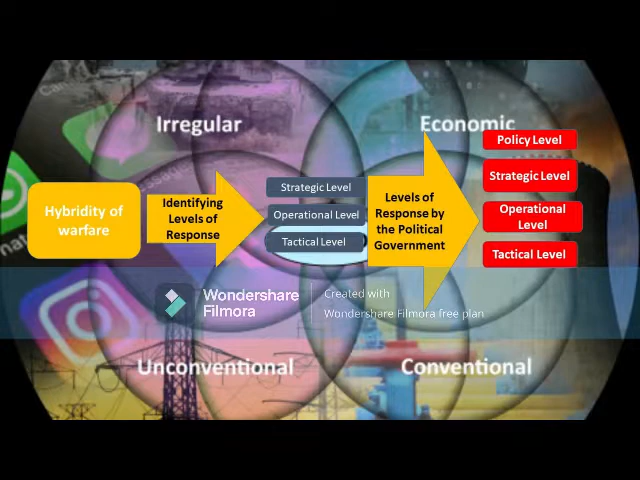 Irregular
Economic
Policy Level
Hybridity of
warfare
Identifying
Levels of
Response
Strategic Level
Operational Level
Tactical Level
Levels of
Response by
the Political
Government
Strategic Level
Operational
Level
Tactical Level
Wondershare
Filmora
Created with
Wondershare Filmora free plan
Unconventional
Conventional